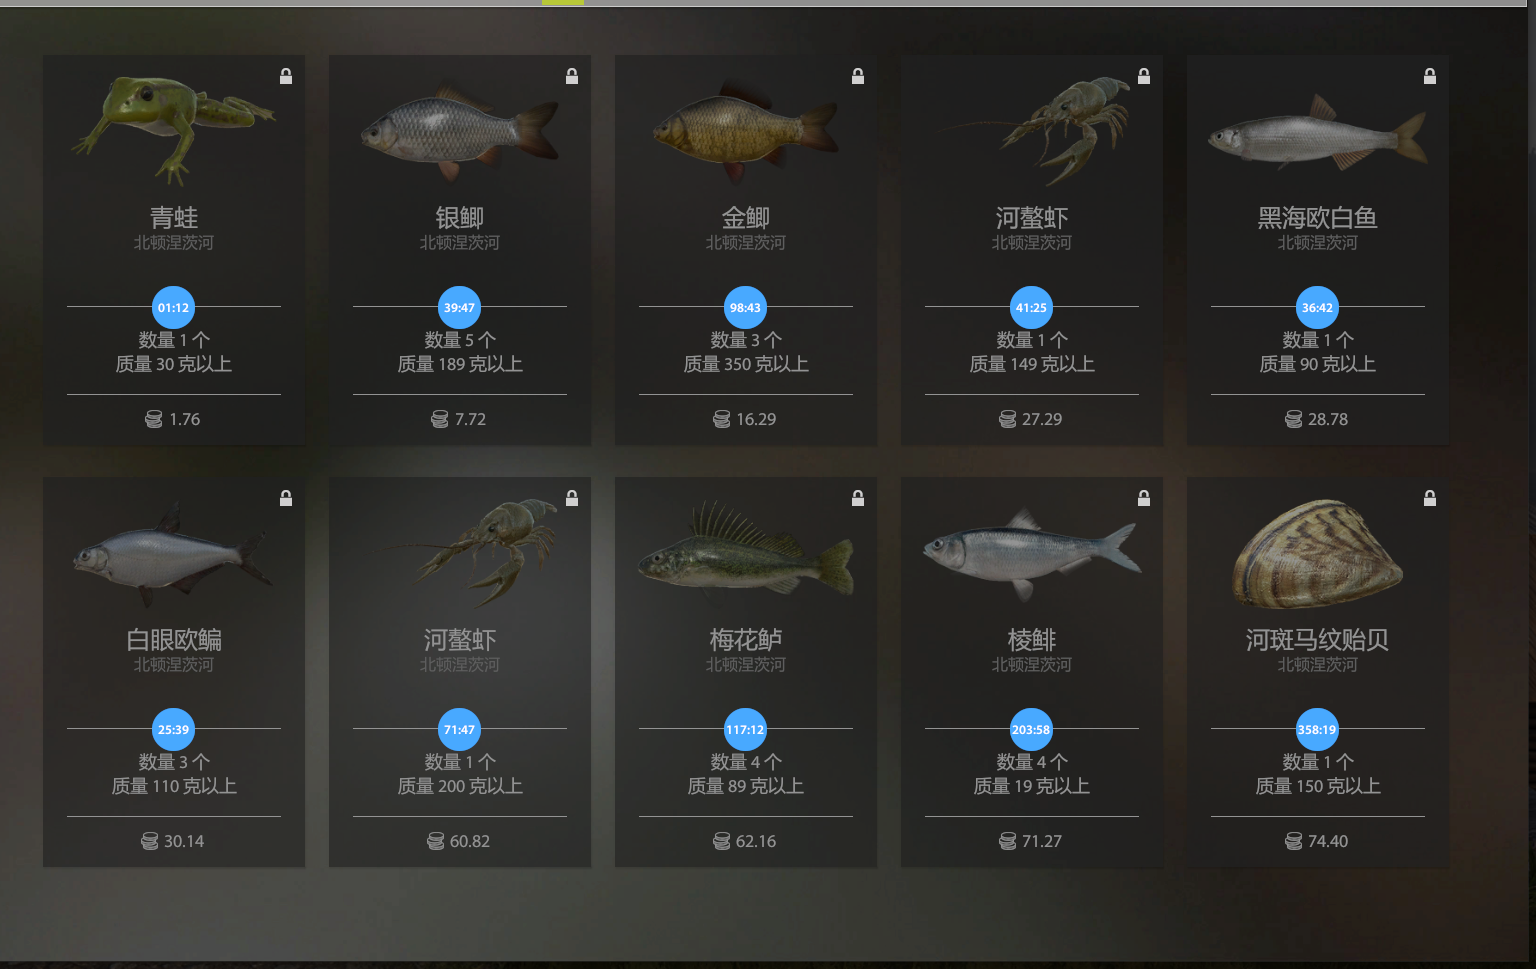 青蛙
北顿涅茨河
01:12
数量 1 个
质量 30 克以上
1.76
银鲫
北顿涅茨河
39:47
数量 5 个
质量 189 克以上
7.72
金鲫
北顿涅茨河
98:43
数量 3 个
质量 350 克以上
16.29
河螯虾
北顿涅茨河
41:25
数量 1 个
质量 149 克以上
27.29
黑海欧白鱼
北顿涅茨河
36:42
数量 1 个
质量 90 克以上
28.78
白眼欧鳊
北顿涅茨河
25:39
数量 3 个
质量 110 克以上
30.14
河螯虾
北顿涅茨河
71:47
数量 1 个
质量 200 克以上
60.82
梅花鲈
北顿涅茨河
117:12
数量 4 个
质量 89 克以上
62.16
棱鲱
北顿涅茨河
203:58
数量 4 个
质量 19 克以上
71.27
河斑马纹贻贝
北顿涅茨河
358:19
数量 1 个
质量 150 克以上
74.40